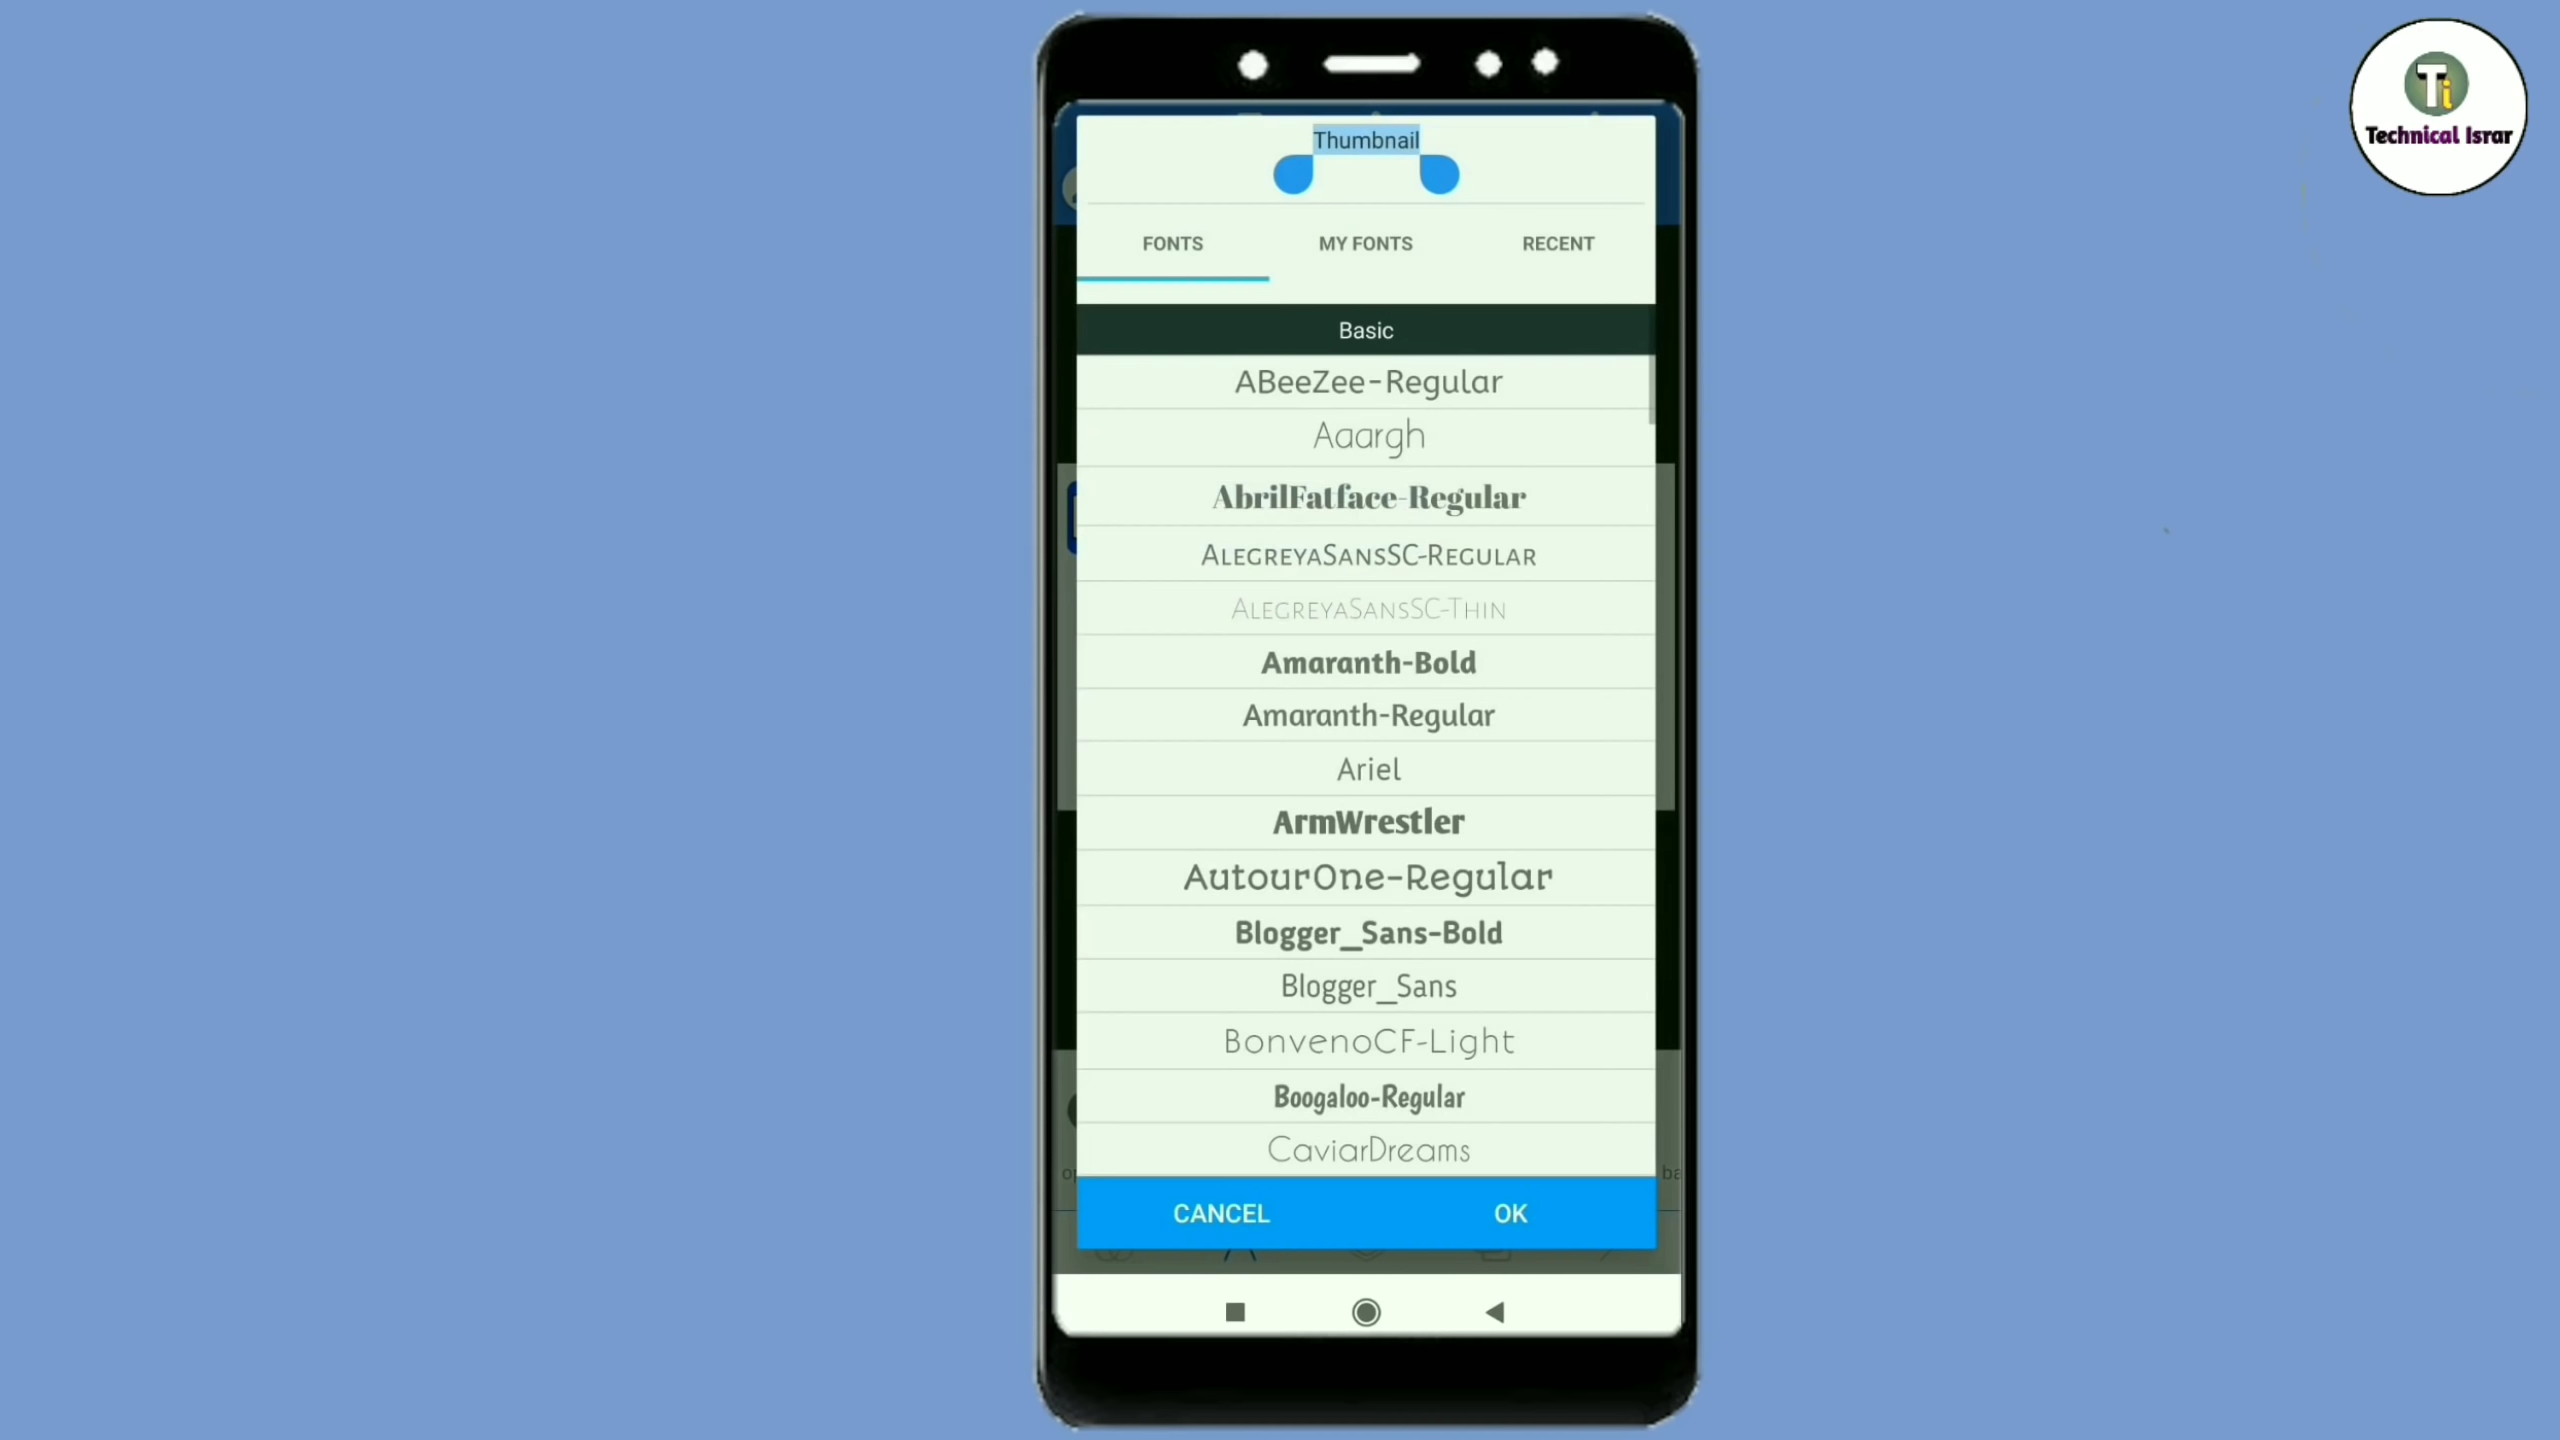 Ti
Technical Israr
Thumbnail
FONTS MY FONTS RECENT
Basic
ABeeZee-Regular
Aaargh
AbrilFatface-Regular
AlegreyaSansSC-Regular
AlegreyaSansSC-Thin
Amaranth-Bold
Amaranth-Regular
Ariel
ArmWrestler
AutourOne-Regular
Blogger_Sans-Bold
Blogger_Sans
BonvenoCF-Light
Boogaloo-Regular
CaviarDreams
CANCEL OK